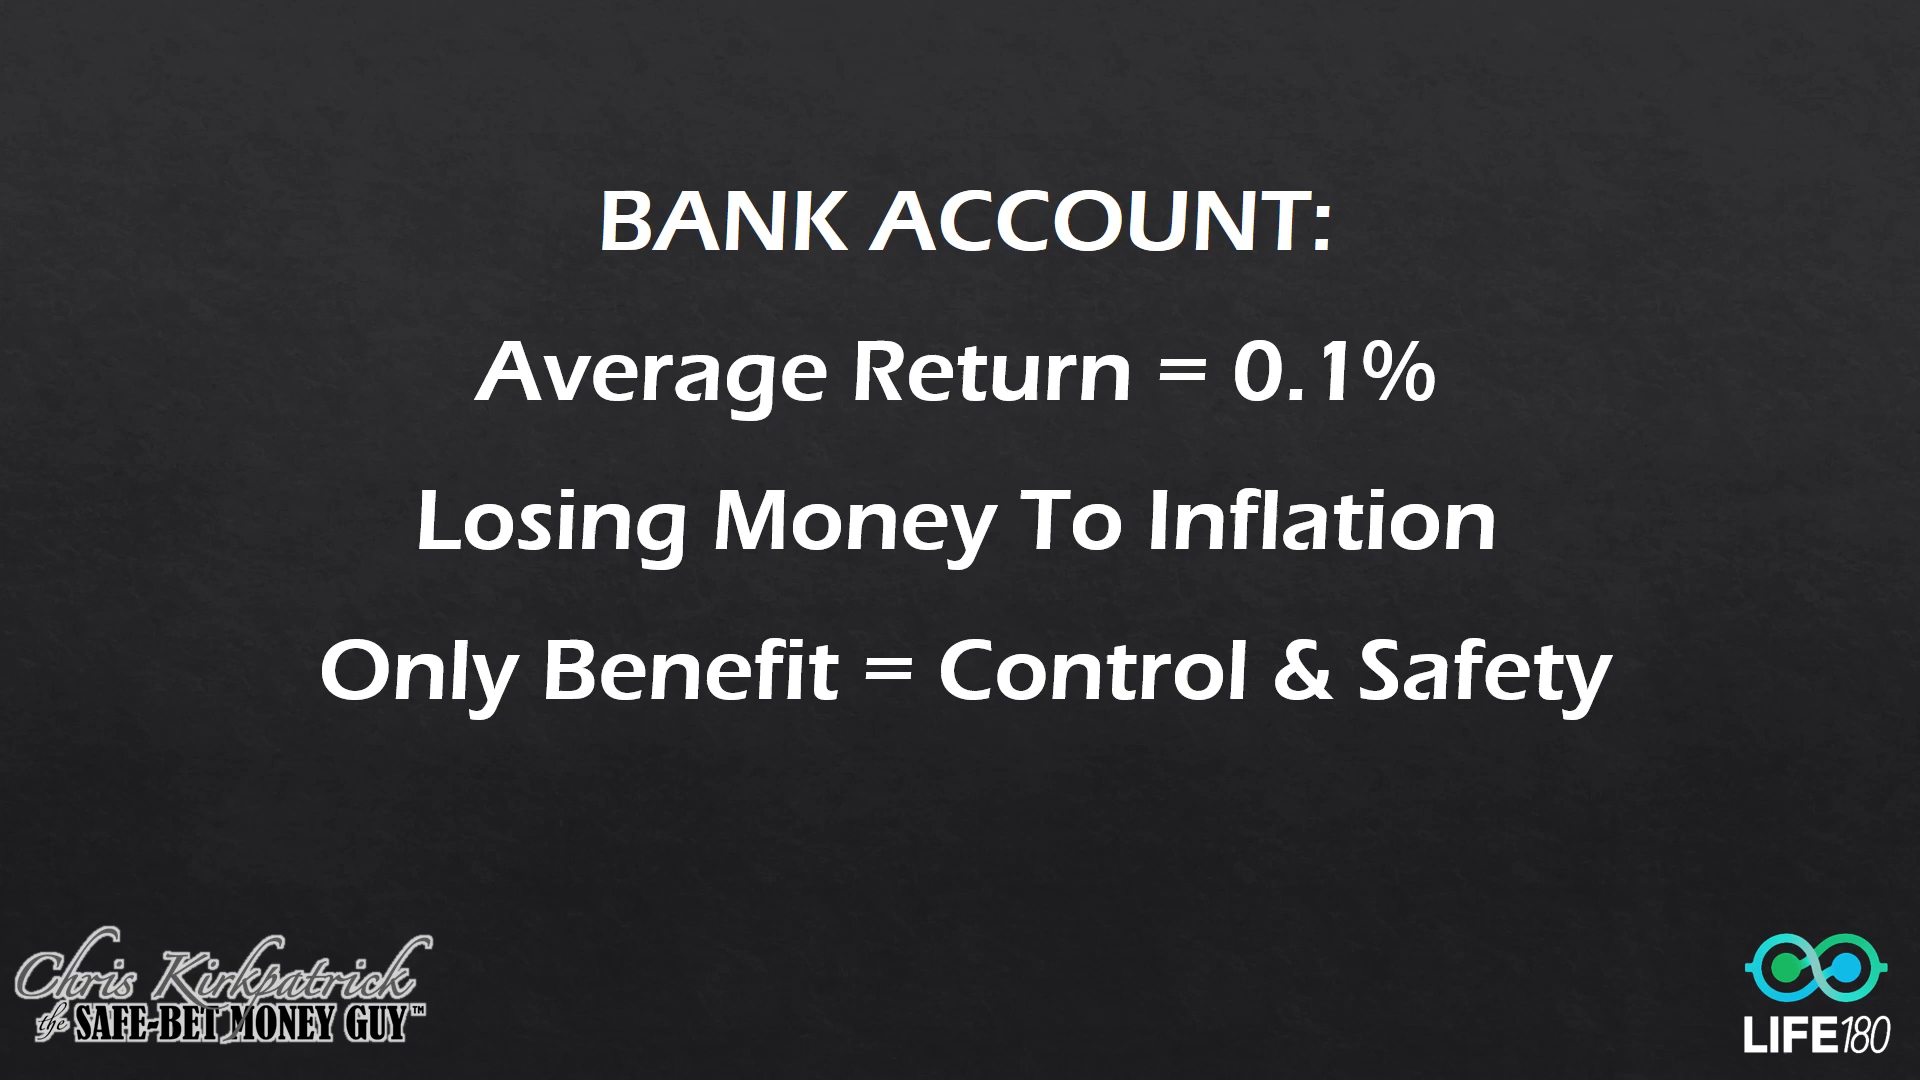 BANK ACCOUNT:
Average Return = 0.1%
Losing Money To Inflation
Only Benefit = Control & Safety
Chris Kirkpatrick
the SAFE-BET MONEY GUY™
LIFE180